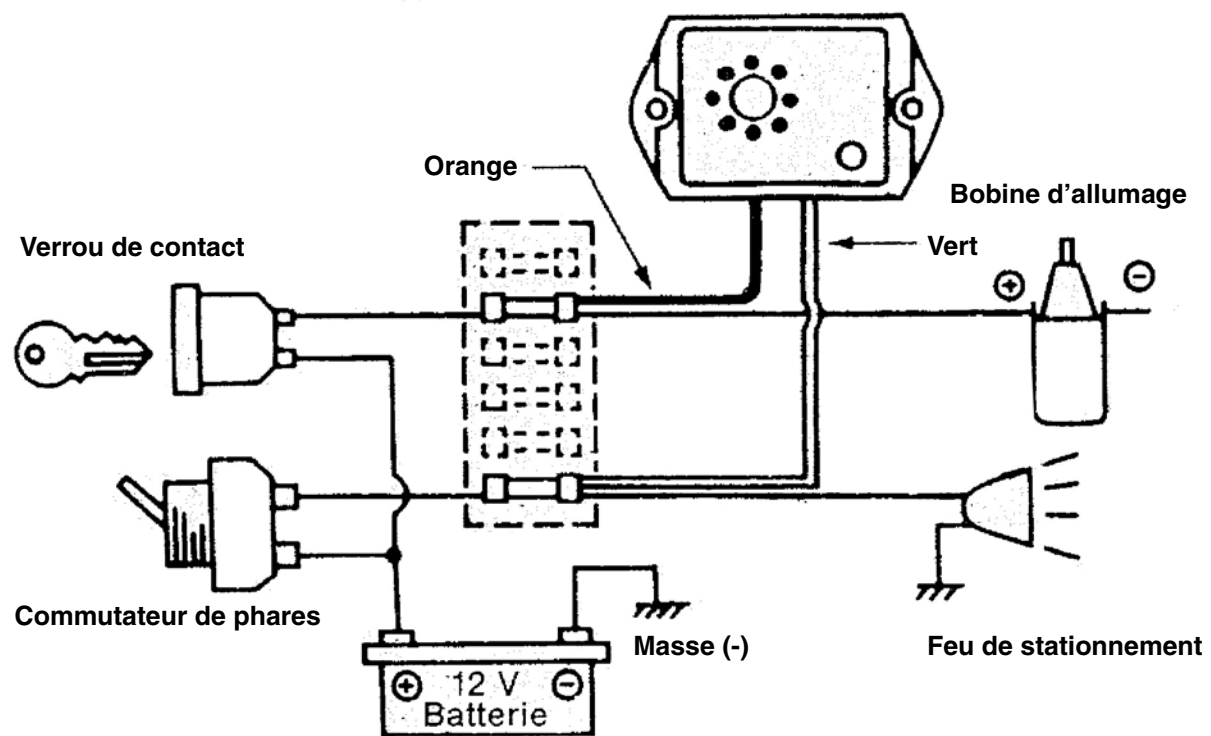 Orange
Bobine d'allumage
Verrou de contact
Vert
+
-
Commutateur de phares
Masse (-)
Feu de stationnement
+ 12 V -
Batterie